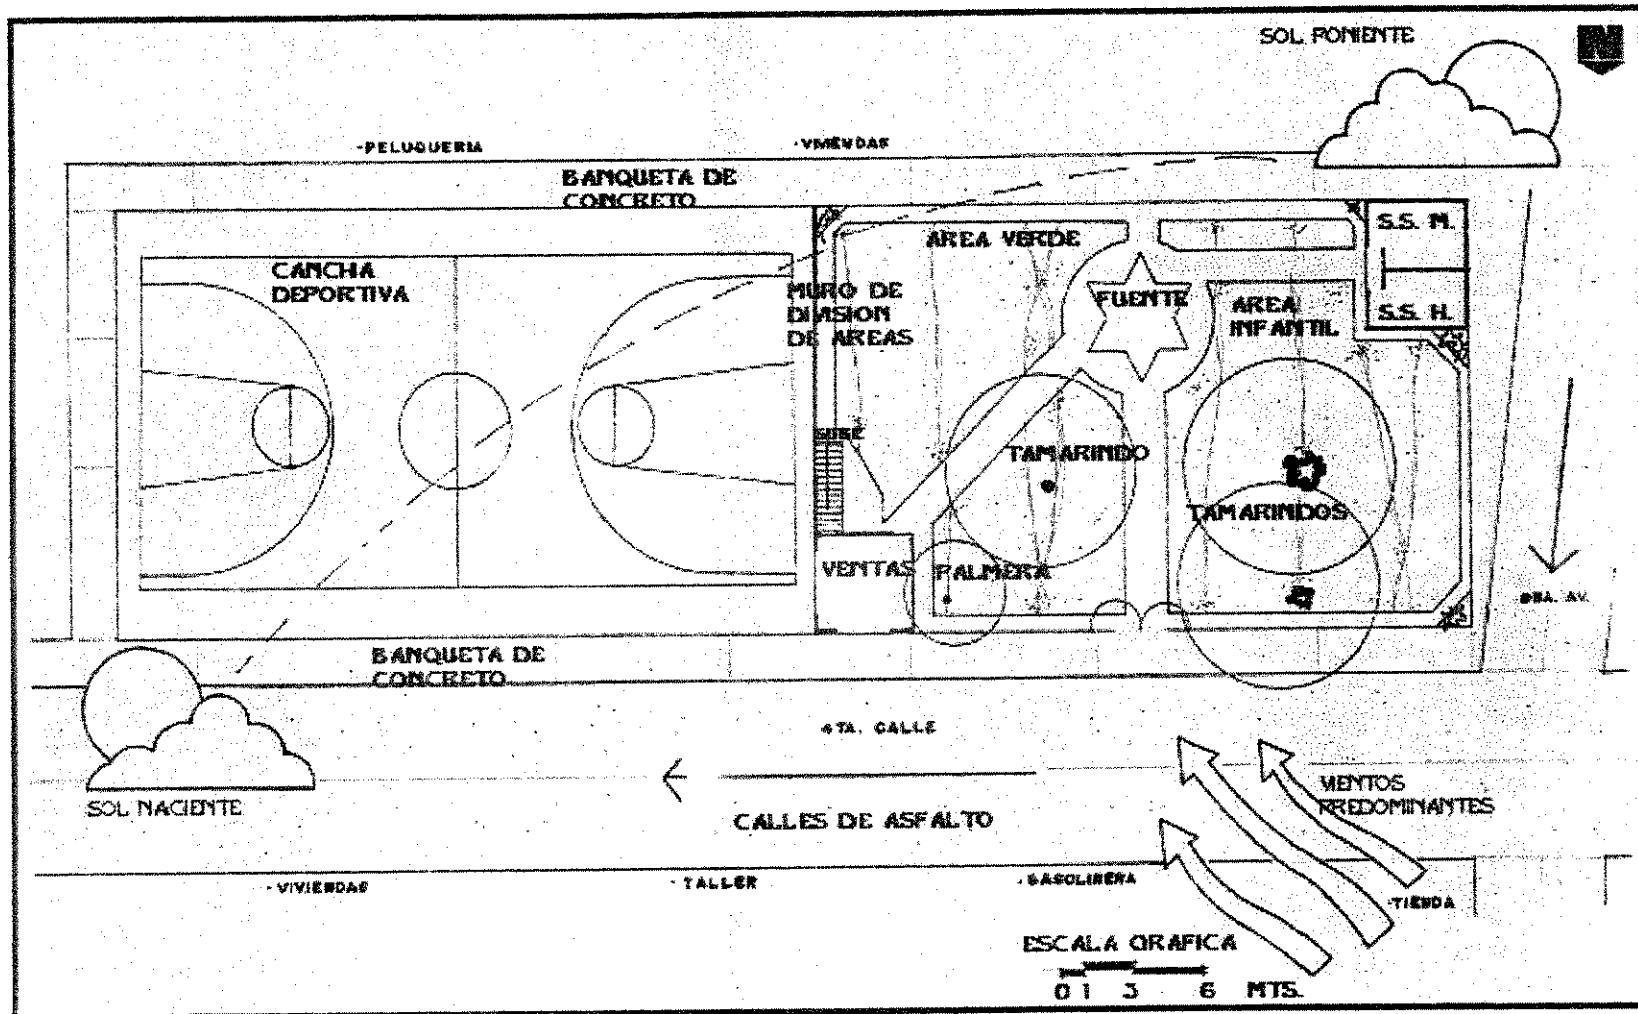 SOL PONIENTE
N
-PELUQUERIA
-VIVIENDAS
BANQUETA DE
CONCRETO
S.S. M.
AREA VERDE
CANCHA
DEPORTIVA
MURO DE
DIVISION
DE AREAS
FUENTE
AREA
INFANTIL
S.S. H.
SUBE
TAMARINDO
TAMARINDOS
VENTAS
PALMERA
BANQUETA DE
CONCRETO
4TA. CALLE
SOL NACIENTE
VIENTOS
PREDOMINANTES
CALLES DE ASFALTO
-VIVIENDAS
-TALLER
-GASOLINERA
-TIENDA
ESCALA GRAFICA
0 1 3 6 MTS.